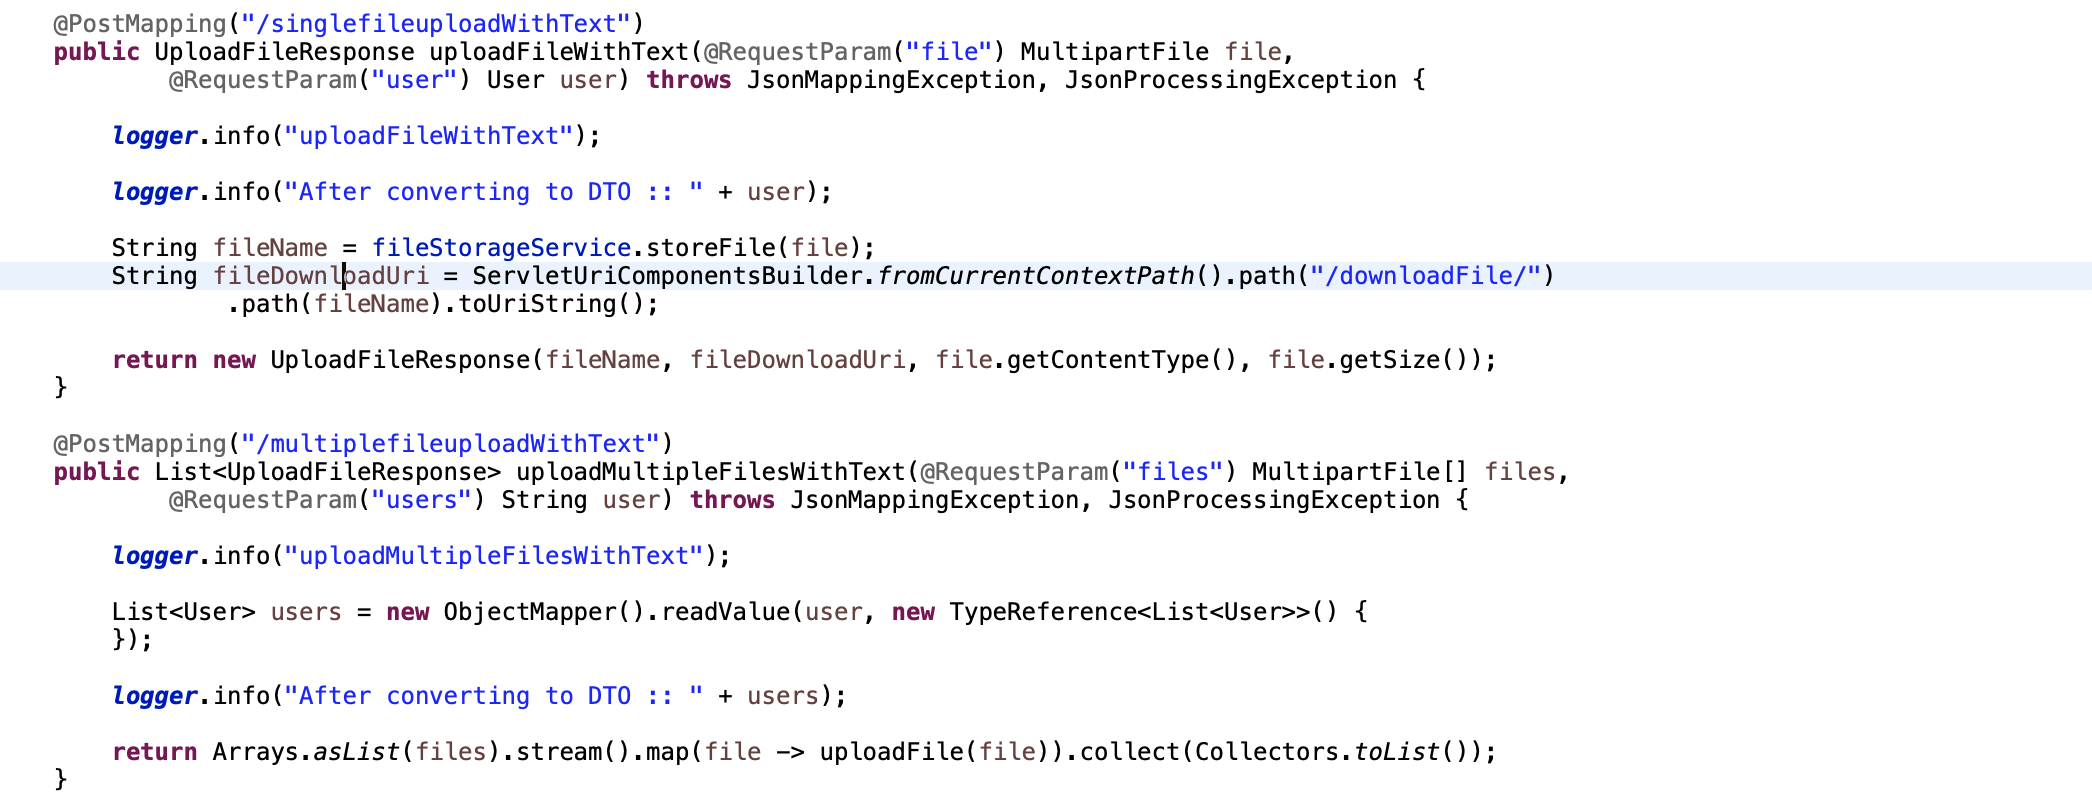 @PostMapping("/singlefileuploadWithText")
public UploadFileResponse uploadFileWithText(@RequestParam("file") MultipartFile file,
@RequestParam("user") User user) throws JsonMappingException, JsonProcessingException {
logger.info("uploadFileWithText");
logger.info("After converting to DTO :: " + user);
String fileName = fileStorageService.storeFile(file);
String fileDownloadUri = ServletUriComponentsBuilder.fromCurrentContextPath().path("/downloadFile/")
.path(fileName).toUriString();
return new UploadFileResponse(fileName, fileDownloadUri, file.getContentType(), file.getSize());
}
@PostMapping("/multiplefileuploadWithText")
public List<UploadFileResponse> uploadMultipleFilesWithText(@RequestParam("files") MultipartFile[] files,
@RequestParam("users") String user) throws JsonMappingException, JsonProcessingException {
logger.info("uploadMultipleFilesWithText");
List<User> users = new ObjectMapper().readValue(user, new TypeReference<List<User>>() {
});
logger.info("After converting to DTO :: " + users);
return Arrays.asList(files).stream().map(file -> uploadFile(file)).collect(Collectors.toList());
}